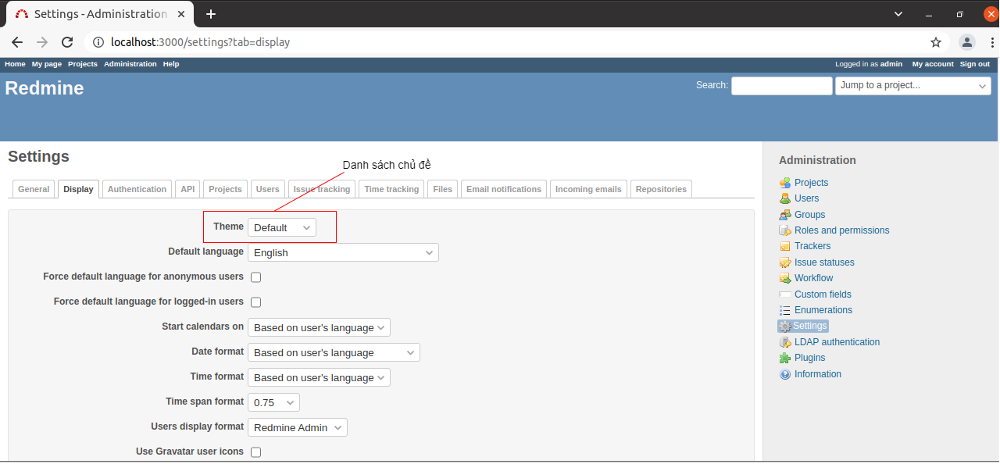 Settings - Administration
localhost:3000/settings?tab=display
Home My page Projects Administration Help
Logged in as admin My account Sign out
Redmine
Search:
Jump to a project...
Settings
Danh sách chủ đề
General Display Authentication API Projects Users Issue tracking Time tracking Files Email notifications Incoming emails Repositories
Theme Default
Default language English
Force default language for anonymous users
Force default language for logged-in users
Start calendars on Based on user's language
Date format Based on user's language
Time format Based on user's language
Time span format 0.75
Users display format Redmine Admin
Use Gravatar user icons
Administration
Projects
Users
Groups
Roles and permissions
Trackers
Issue statuses
Workflow
Custom fields
Enumerations
Settings
LDAP authentication
Plugins
Information